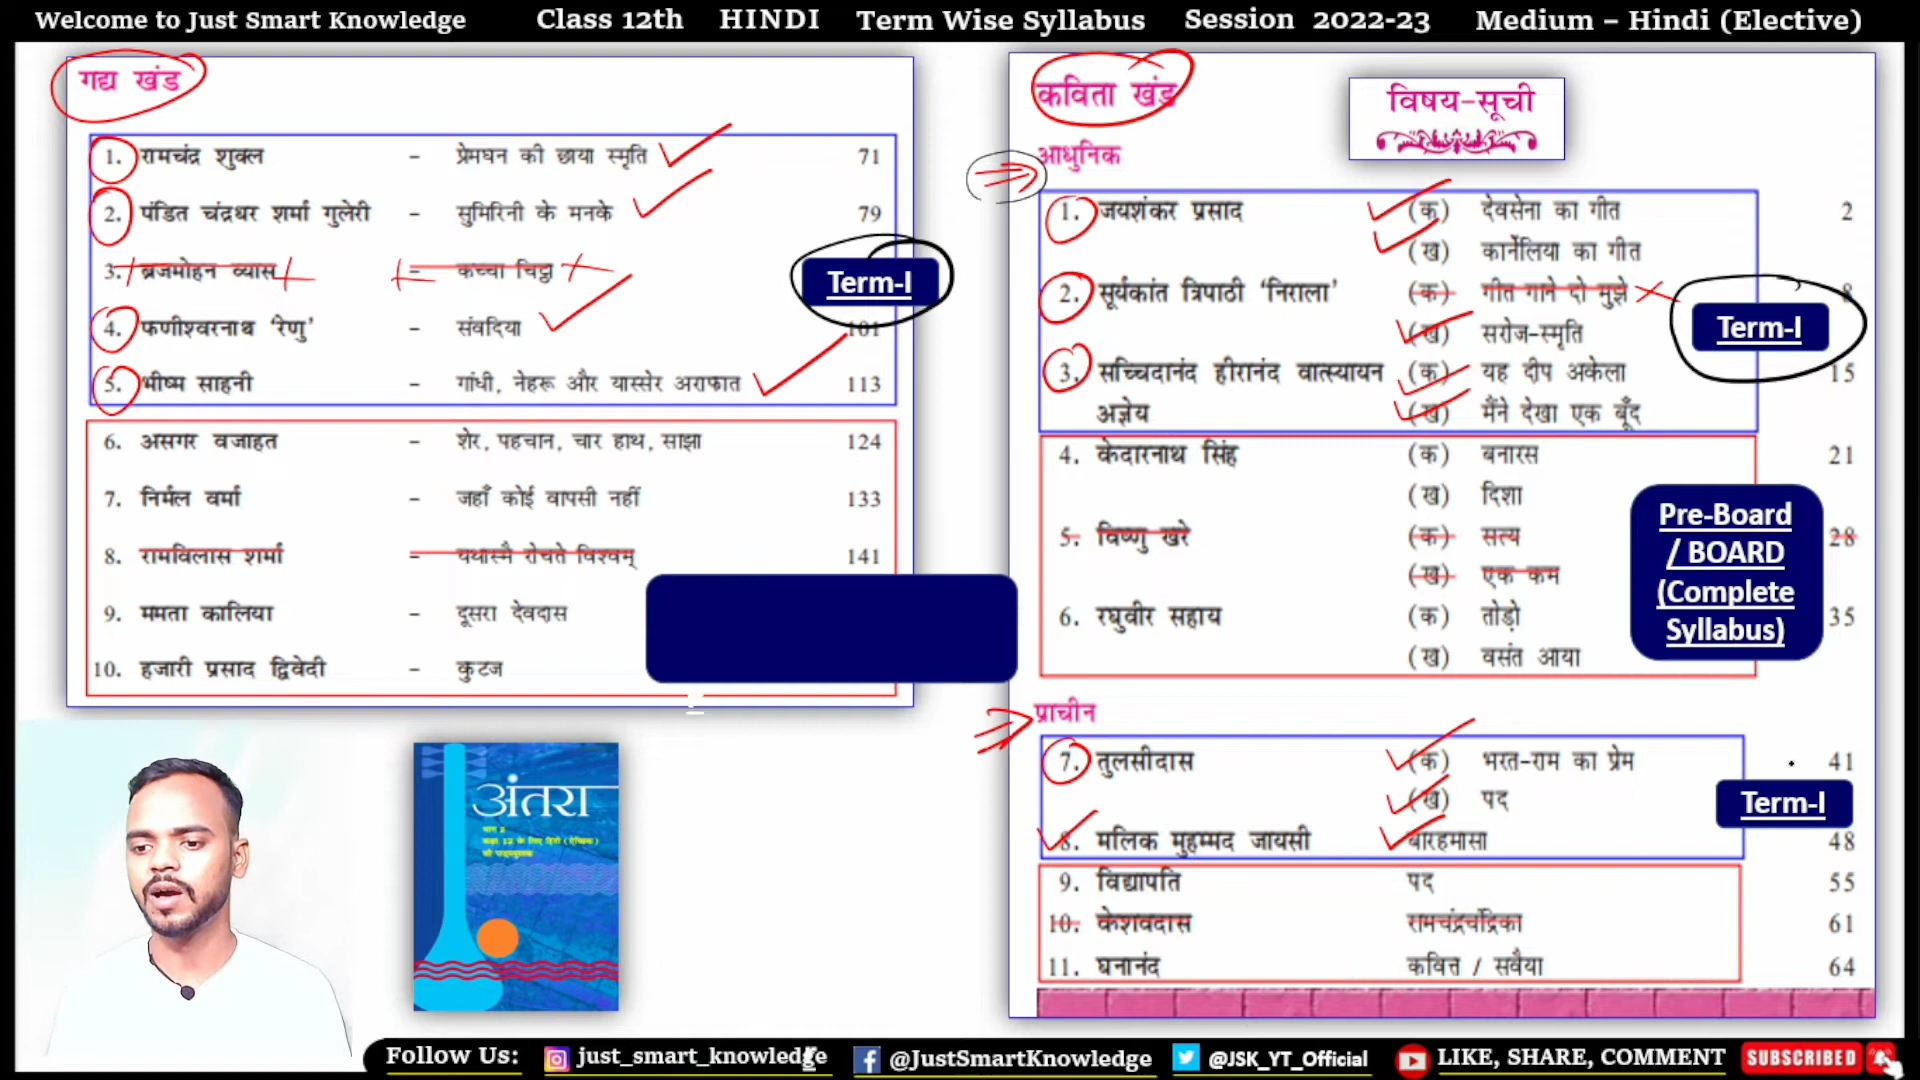 Welcome to Just Smart Knowledge Class 12th HINDI Term Wise Syllabus Session 2022-23 Medium – Hindi (Elective)
गद्य खंड
1. रामचंद्र शुक्ल – प्रेमघन की छाया स्मृति 71
2. पंडित चंद्रधर शर्मा गुलेरी – सुमिरिनी के मनके 79
3. ब्रजमोहन व्यास – कच्चा चिट्ठा
Term-I
4. फणीश्वरनाथ 'रेणु' – संवदिया 101
5. भीष्म साहनी – गांधी, नेहरू और यास्सेर अराफात 113
6. असगर वजाहत – शेर, पहचान, चार हाथ, साझा 124
7. निर्मल वर्मा – जहाँ कोई वापसी नहीं 133
8. रामविलास शर्मा – यथास्मै रोचते विश्वम् 141
9. ममता कालिया – दूसरा देवदास
10. हजारी प्रसाद द्विवेदी – कुटज
अंतरा
भाग 2
कक्षा 12 के लिए हिंदी (ऐच्छिक)
की पाठ्यपुस्तक
कविता खंड
विषय-सूची
आधुनिक
1. जयशंकर प्रसाद (क) देवसेना का गीत 2
(ख) कार्नेलिया का गीत
2. सूर्यकांत त्रिपाठी 'निराला' (क) गीत गाने दो मुझे 8
(ख) सरोज-स्मृति
Term-I
3. सच्चिदानंद हीरानंद वात्स्यायन (क) यह दीप अकेला 15
अज्ञेय (ख) मैंने देखा एक बूँद
4. केदारनाथ सिंह (क) बनारस 21
(ख) दिशा
5. विष्णु खरे (क) सत्य 28
(ख) एक कम
6. रघुवीर सहाय (क) तोड़ो 35
(ख) वसंत आया
Pre-Board
/ BOARD
(Complete
Syllabus)
प्राचीन
7. तुलसीदास (क) भरत-राम का प्रेम 41
(ख) पद
Term-I
8. मलिक मुहम्मद जायसी बारहमासा 48
9. विद्यापति पद 55
10. केशवदास रामचंद्रचंद्रिका 61
11. घनानंद कवित्त / सवैया 64
Follow Us: just_smart_knowledge @JustSmartKnowledge @JSK_YT_Official LIKE, SHARE, COMMENT SUBSCRIBED